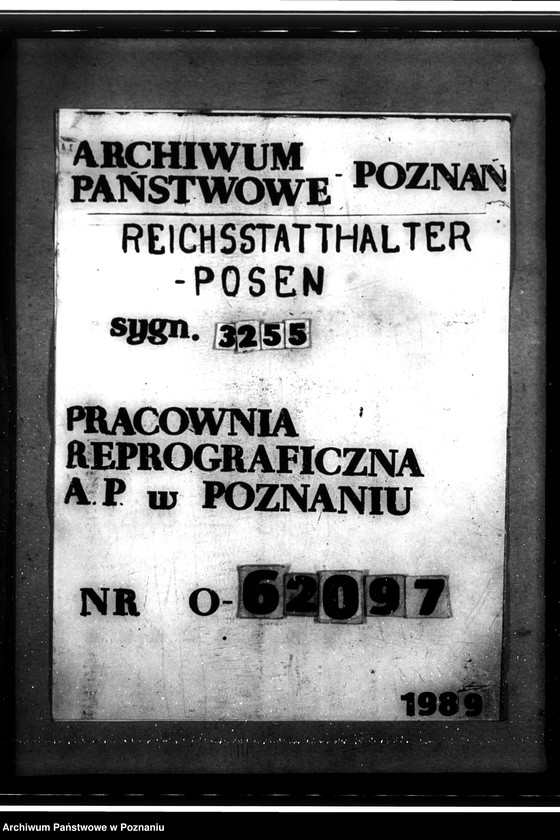 ARCHIWUM
PAŃSTWOWE - POZNAŃ
REICHSSTATTHALTER
-POSEN
sygn. 3255
PRACOWNIA
REPROGRAFICZNA
A.P. w POZNANIU
NR O-62097
1989
Archiwum Państwowe w Poznaniu